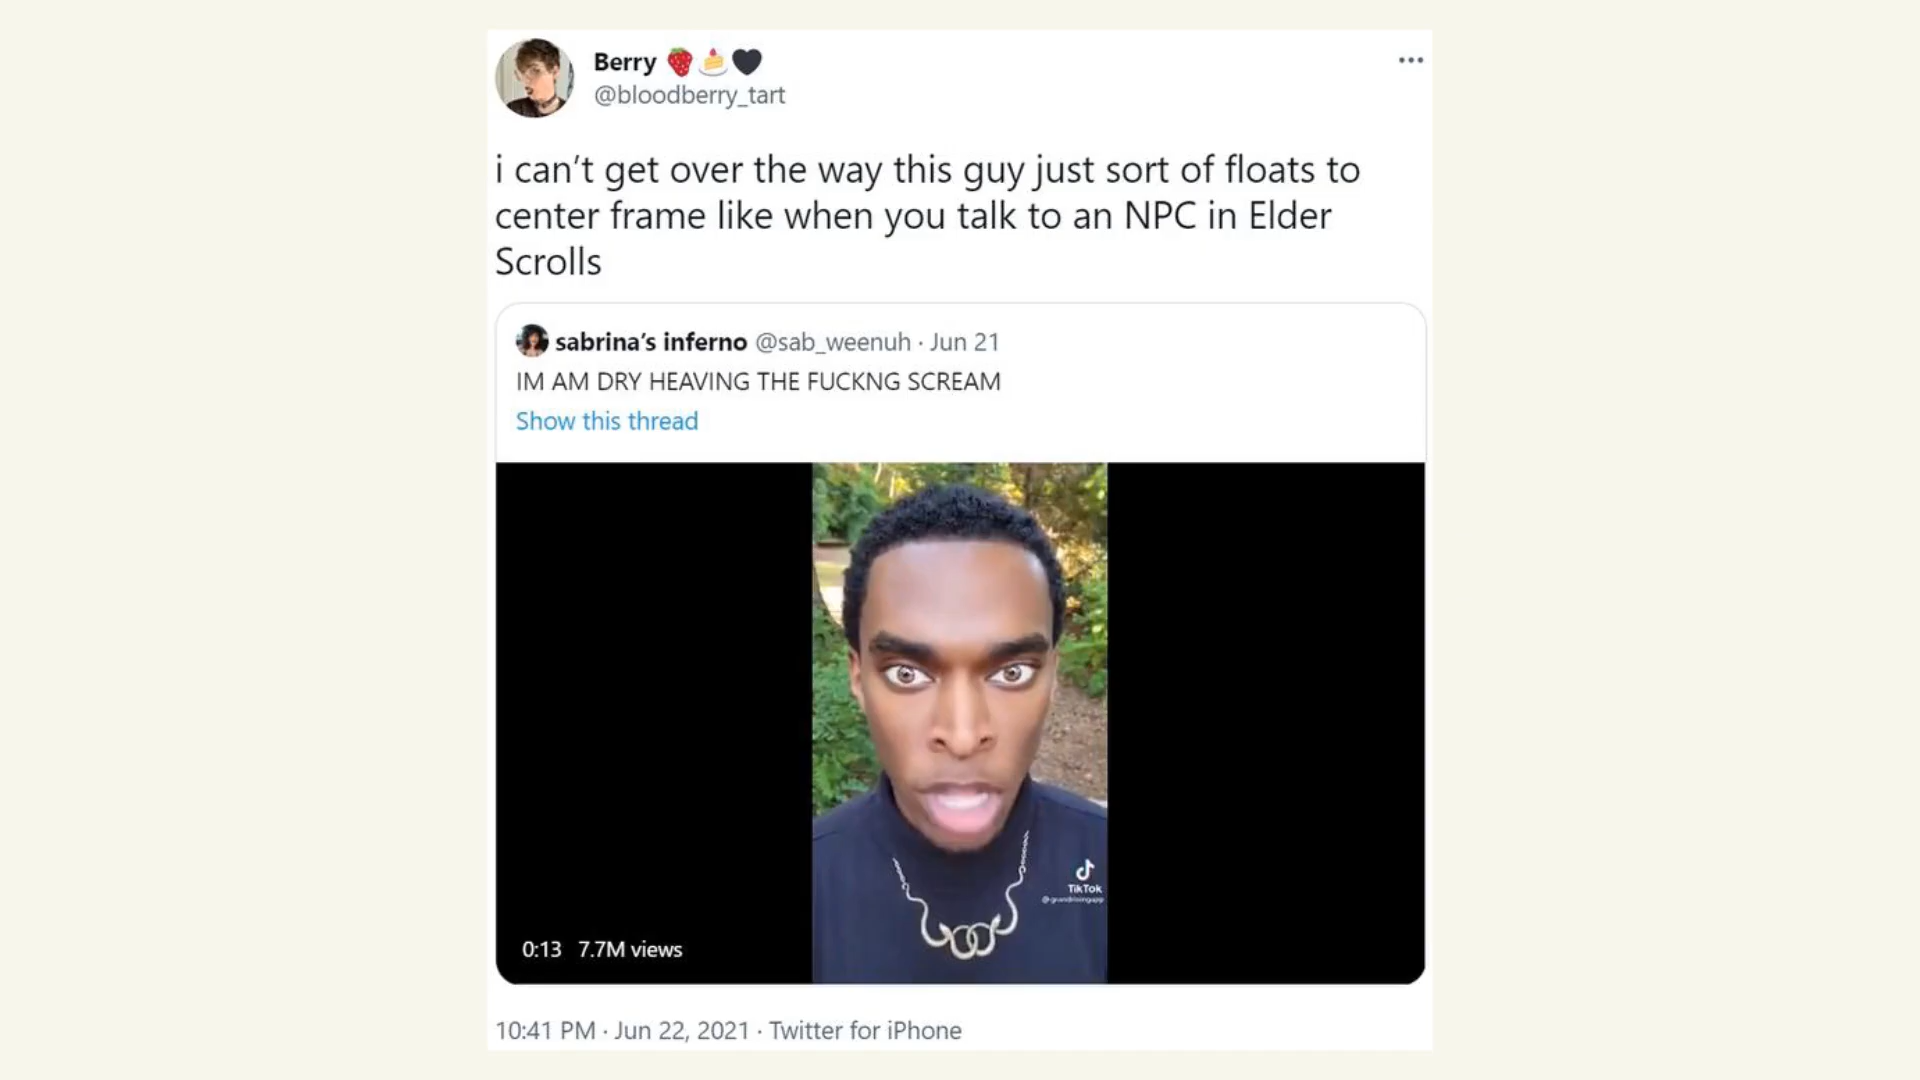 Berry 🍓🍰🖤
@bloodberry_tart
i can’t get over the way this guy just sort of floats to
center frame like when you talk to an NPC in Elder
Scrolls
sabrina’s inferno @sab_weenuh · Jun 21
IM AM DRY HEAVING THE FUCKNG SCREAM
Show this thread
TikTok
0:13 7.7M views
10:41 PM · Jun 22, 2021 · Twitter for iPhone